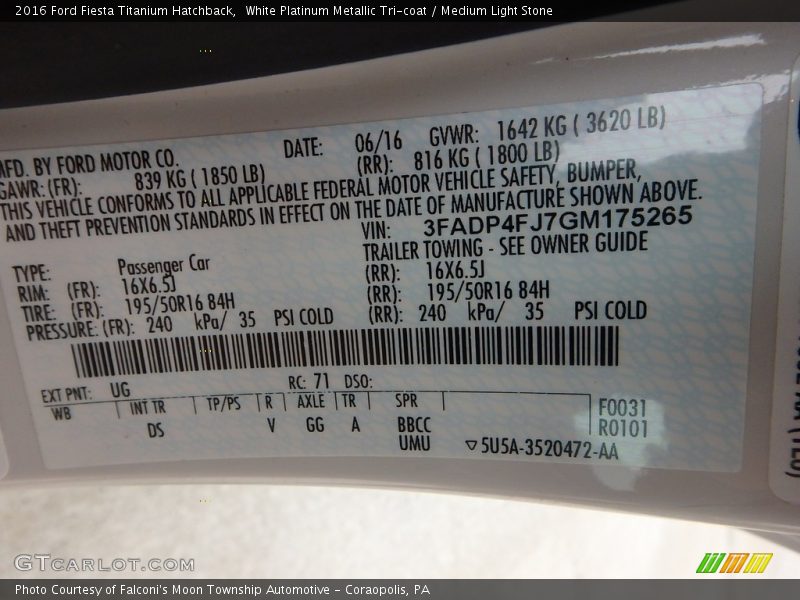 2016 Ford Fiesta Titanium Hatchback,  White Platinum Metallic Tri-coat / Medium Light Stone
MFD. BY FORD MOTOR CO. DATE: 06/16 GVWR: 1642 KG ( 3620 LB)
GAWR: (FR): 839 KG ( 1850 LB) (RR): 816 KG ( 1800 LB)
THIS VEHICLE CONFORMS TO ALL APPLICABLE FEDERAL MOTOR VEHICLE SAFETY, BUMPER,
AND THEFT PREVENTION STANDARDS IN EFFECT ON THE DATE OF MANUFACTURE SHOWN ABOVE.
VIN: 3FADP4FJ7GM175265
TYPE: Passenger Car TRAILER TOWING - SEE OWNER GUIDE
RIM: (FR): 16X6.5J (RR): 16X6.5J
TIRE: (FR): 195/50R16 84H (RR): 195/50R16 84H
PRESSURE: (FR): 240 kPa/ 35 PSI COLD (RR): 240 kPa/ 35 PSI COLD
EXT PNT: UG RC: 71 DSO:
WB INT TR TP/PS R AXLE TR SPR F0031
DS V GG A BBCC R0101
UMU ▽5U5A-3520472-AA
GTCARLOT.COM
Photo Courtesy of Falconi's Moon Township Automotive - Coraopolis, PA